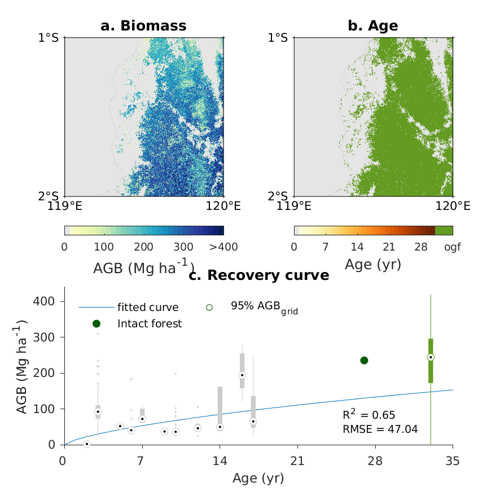 a. Biomass
b. Age
1°S
1°S
2°S
2°S
119°E
120°E
119°E
120°E
0 100 200 300 >400
0 7 14 21 28 ogf
AGB (Mg ha⁻¹)
Age (yr)
c. Recovery curve
fitted curve
95% AGB_grid
Intact forest
400
300
200
100
0
AGB (Mg ha⁻¹)
R² = 0.65
RMSE = 47.04
0 7 14 21 28 35
Age (yr)